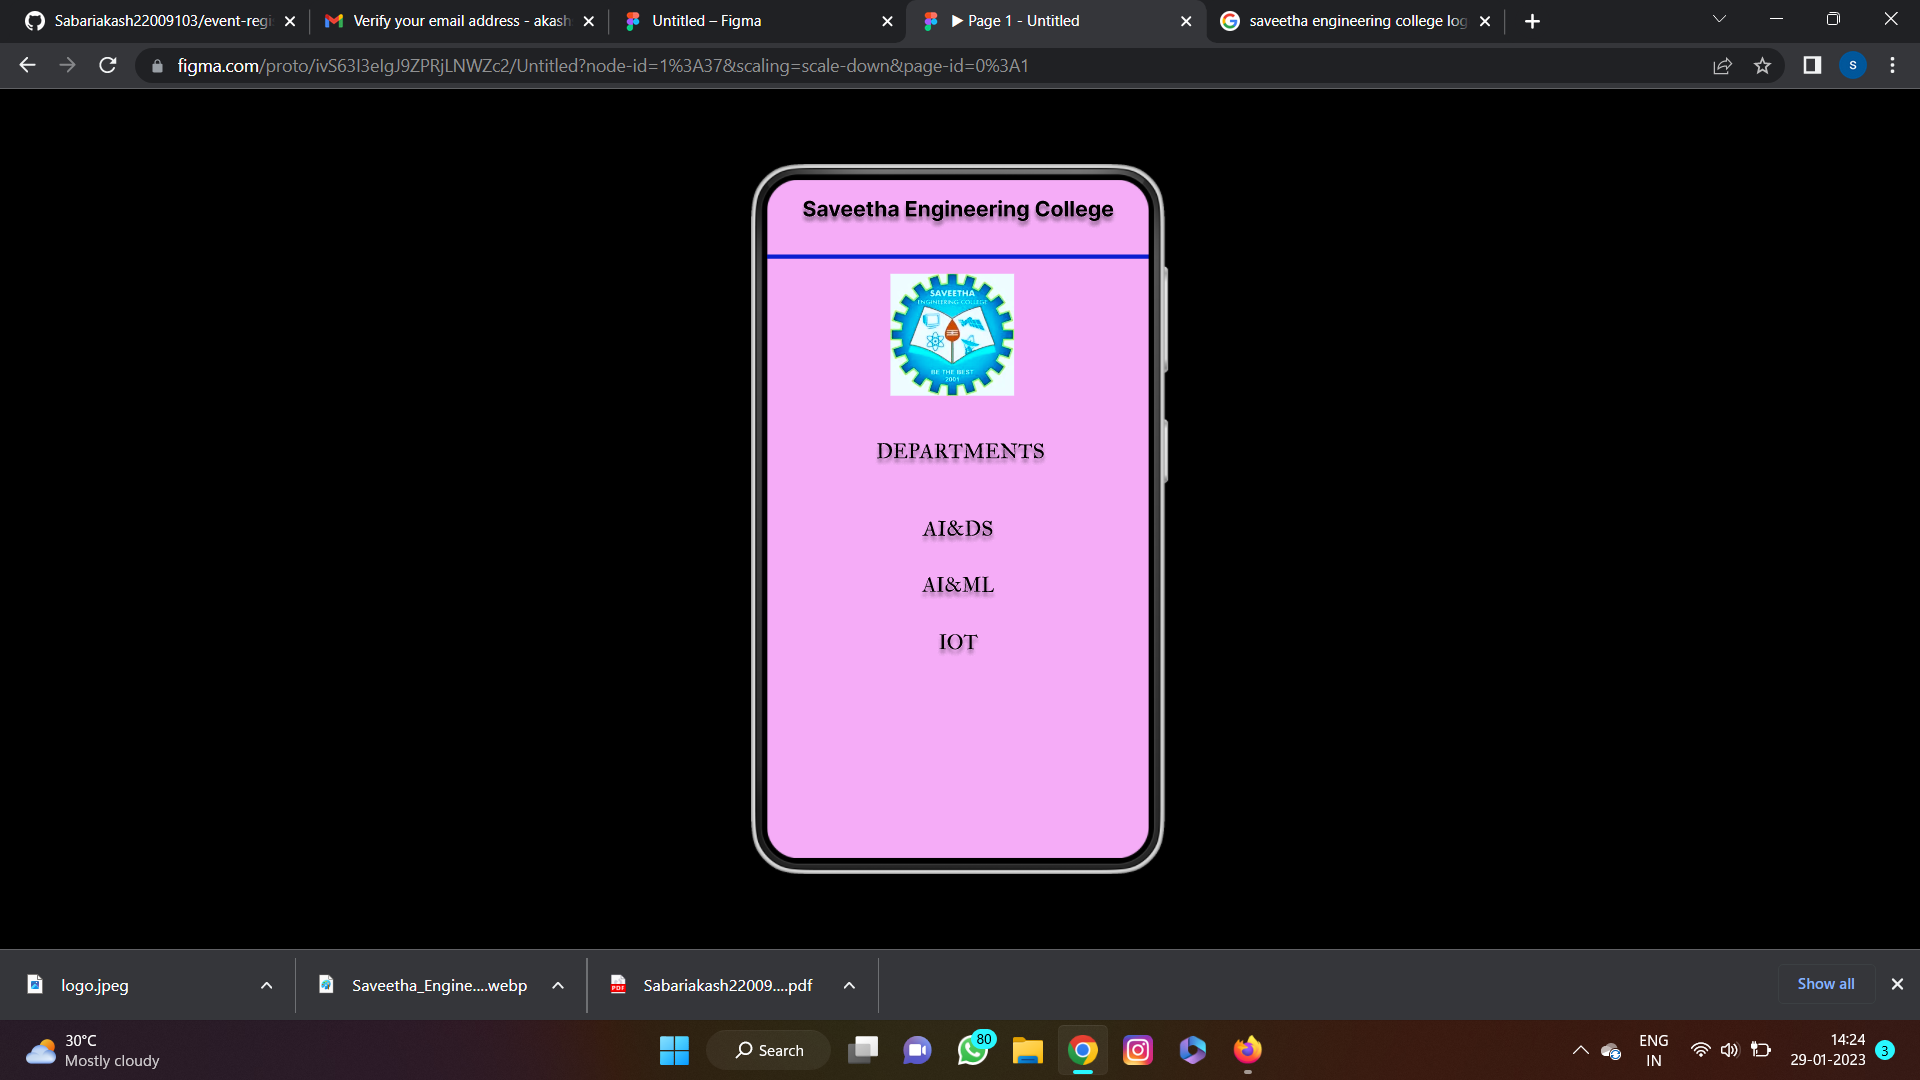 Sabariakash22009103/event-regi
Verify your email address - akash
Untitled – Figma
▶ Page 1 - Untitled
saveetha engineering college log
figma.com/proto/ivS63I3eIgJ9ZPRjLNWZc2/Untitled?node-id=1%3A37&scaling=scale-down&page-id=0%3A1
S
Saveetha Engineering College
SAVEETHA
ENGINEERING COLLEGE
BE THE BEST
2001
DEPARTMENTS
AI&DS
AI&ML
IOT
logo.jpeg
Saveetha_Engine....webp
PDF
Sabariakash22009....pdf
Show all
30°C
Mostly cloudy
Search
80
ENG
IN
14:24
29-01-2023
3